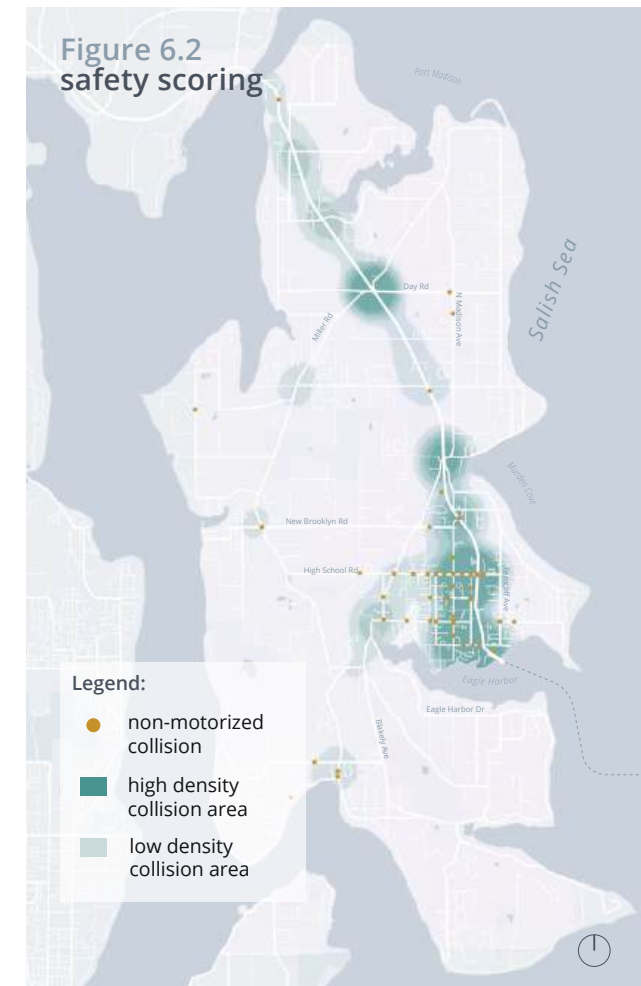 Figure 6.2
safety scoring
Port Madison
Salish Sea
Day Rd
N Madison Ave
Miller Rd
Murden Cove
New Brooklyn Rd
High School Rd
Ferncliff Ave
Eagle Harbor
Eagle Harbor Dr
Blakely Ave
Legend:
non-motorized
collision
high density
collision area
low density
collision area